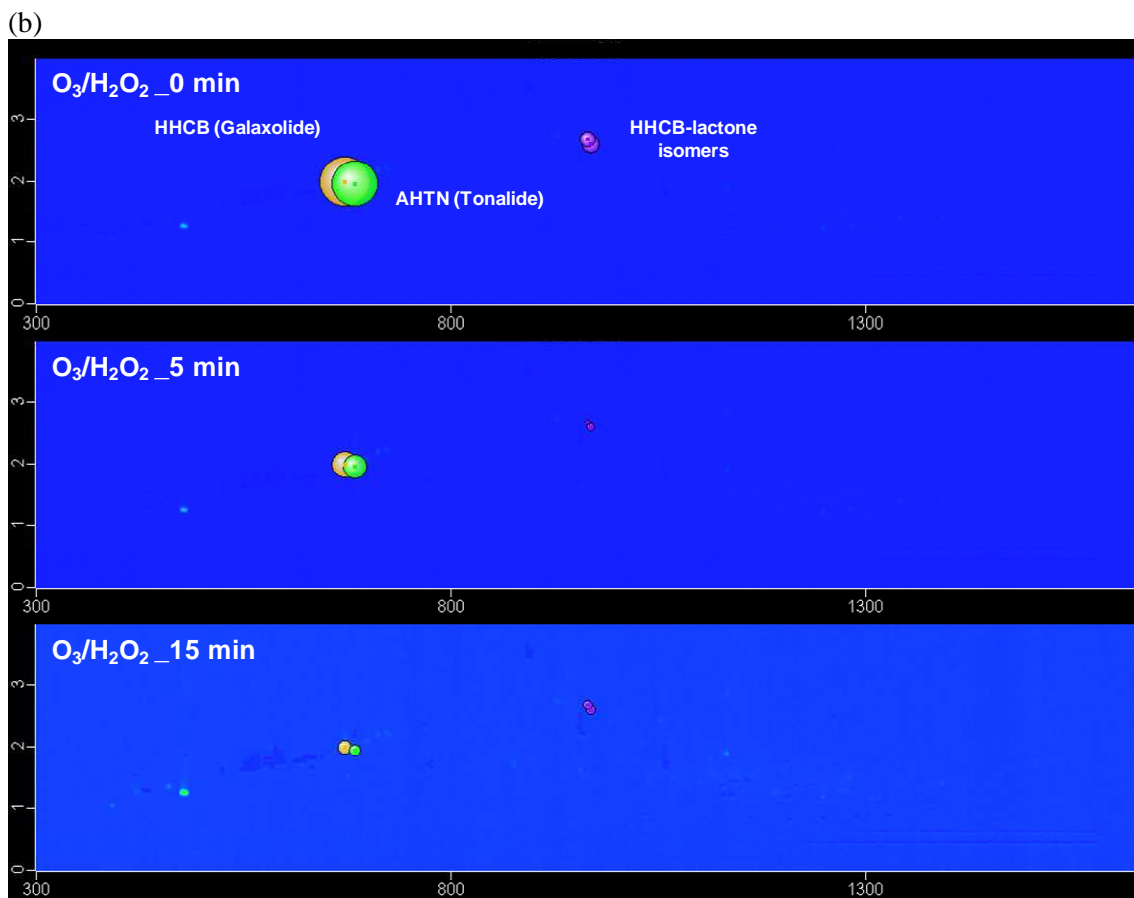 (b)
O₃/H₂O₂ _0 min
HHCB (Galaxolide)
HHCB-lactone
isomers
AHTN (Tonalide)
3
2
1
0
300
800
1300
O₃/H₂O₂ _5 min
3
2
1
0
300
800
1300
O₃/H₂O₂ _15 min
3
2
1
0
300
800
1300